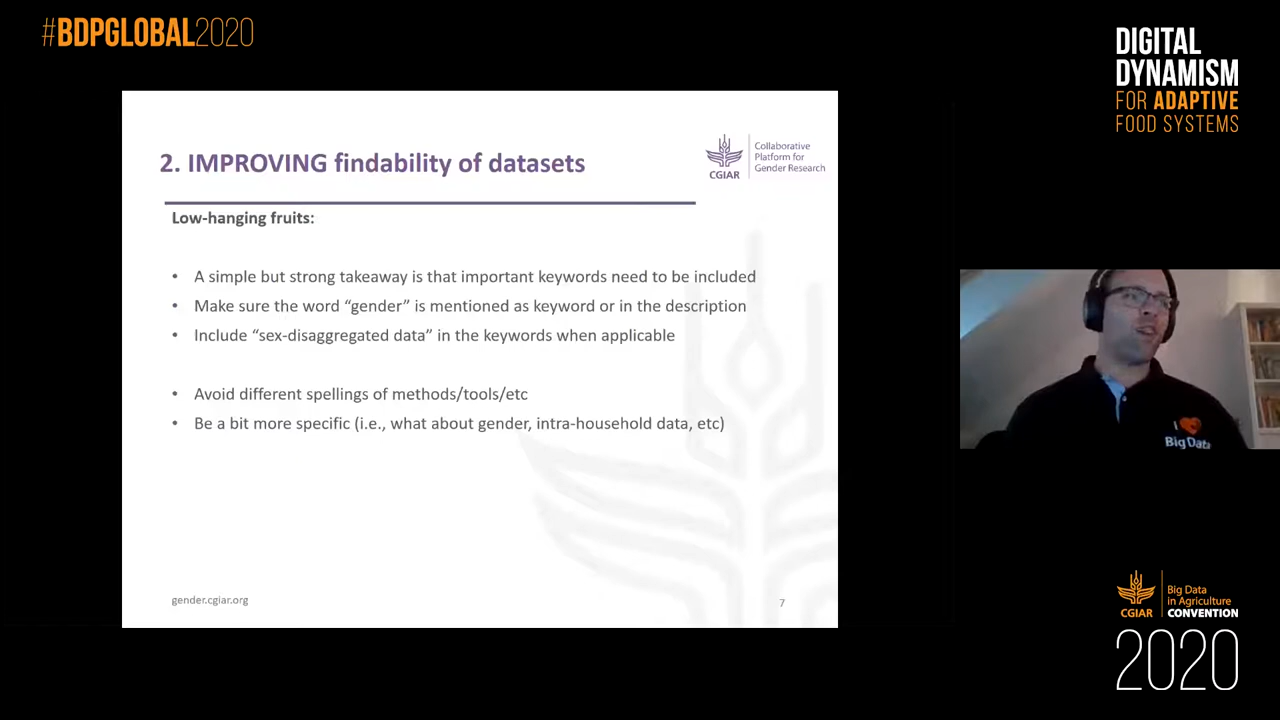 #BDPGLOBAL2020
DIGITAL
DYNAMISM
FOR ADAPTIVE
FOOD SYSTEMS
2. IMPROVING findability of datasets
CGIAR
Collaborative
Platform for
Gender Research
Low-hanging fruits:
• A simple but strong takeaway is that important keywords need to be included
• Make sure the word “gender” is mentioned as keyword or in the description
• Include “sex-disaggregated data” in the keywords when applicable
• Avoid different spellings of methods/tools/etc
• Be a bit more specific (i.e., what about gender, intra-household data, etc)
gender.cgiar.org
7
I
Big Data
CGIAR
Big Data
in Agriculture
CONVENTION
2020